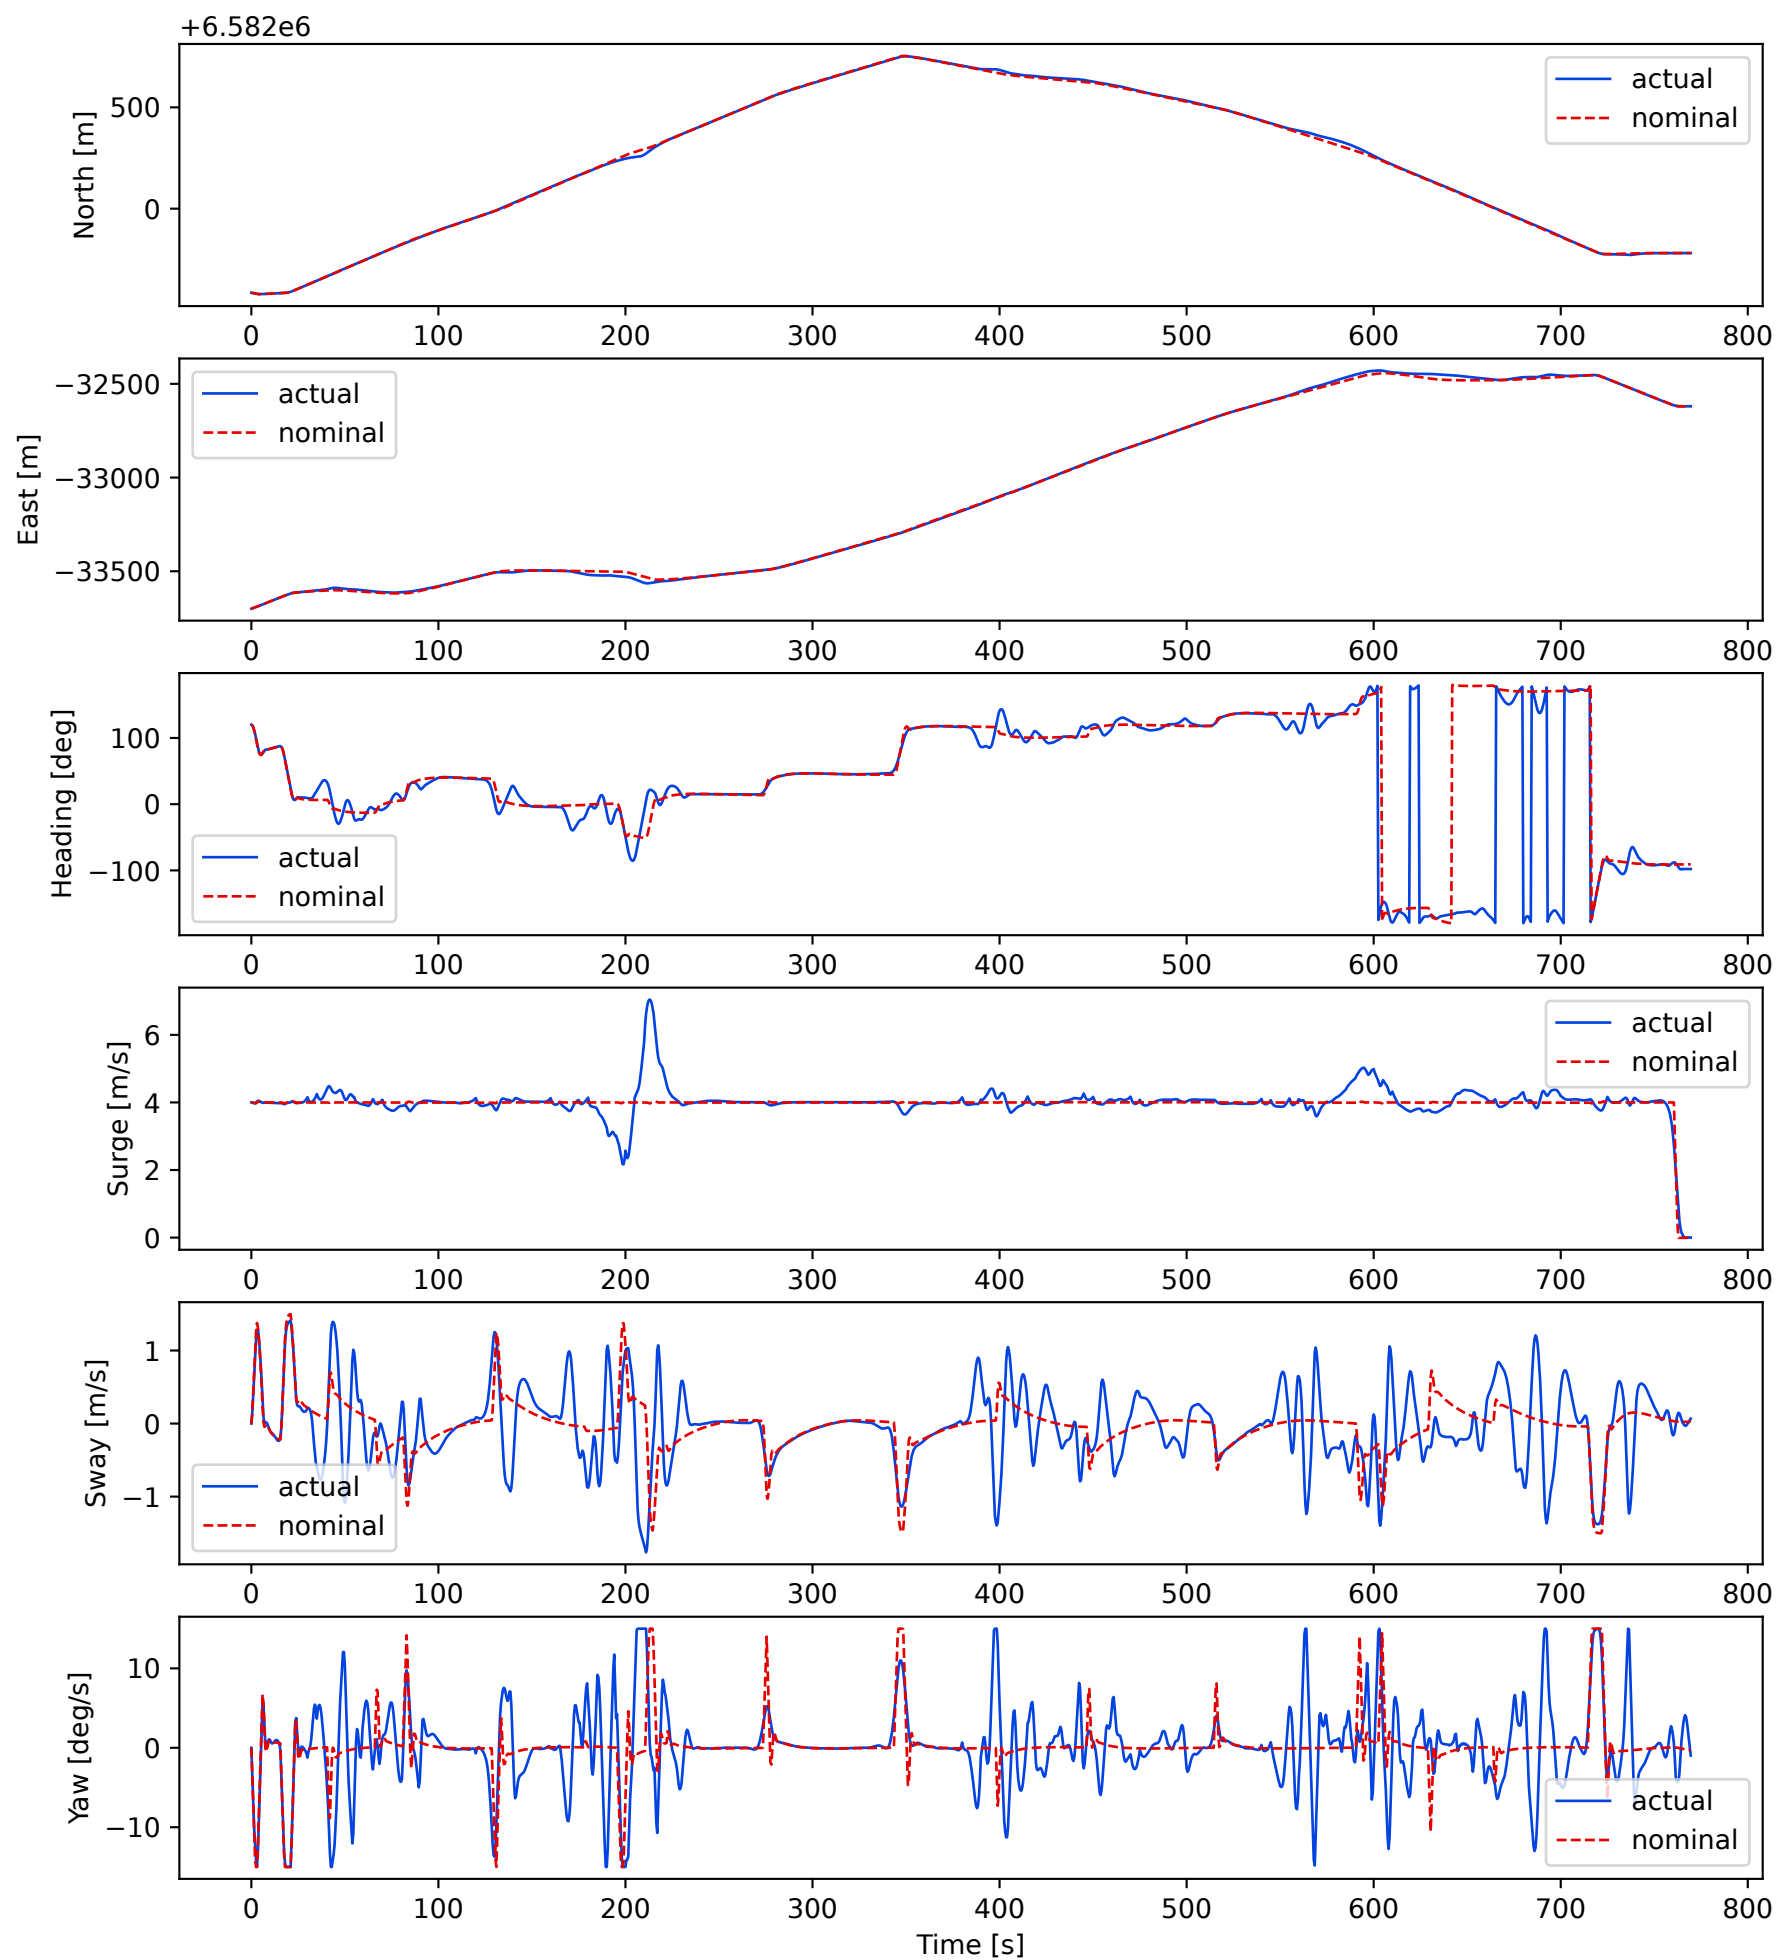 +6.582e6
North [m]
500
0
actual
nominal
0 100 200 300 400 500 600 700 800
East [m]
−32500
−33000
−33500
actual
nominal
0 100 200 300 400 500 600 700 800
Heading [deg]
100
0
−100
actual
nominal
0 100 200 300 400 500 600 700 800
Surge [m/s]
6
4
2
0
actual
nominal
0 100 200 300 400 500 600 700 800
Sway [m/s]
1
0
−1
actual
nominal
0 100 200 300 400 500 600 700 800
Yaw [deg/s]
10
0
−10
actual
nominal
0 100 200 300 400 500 600 700 800
Time [s]